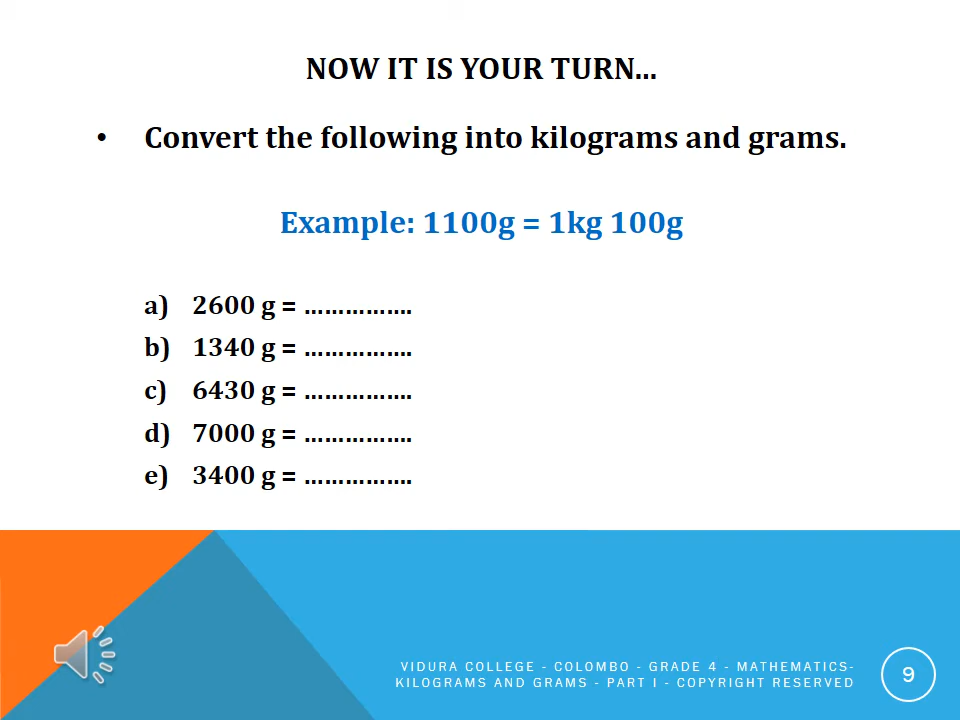 NOW IT IS YOUR TURN...
• Convert the following into kilograms and grams.
Example: 1100g = 1kg 100g
a) 2600 g = ................
b) 1340 g = ................
c) 6430 g = ................
d) 7000 g = ................
e) 3400 g = ................
VIDURA COLLEGE - COLOMBO - GRADE 4 - MATHEMATICS-
KILOGRAMS AND GRAMS - PART I - COPYRIGHT RESERVED
9